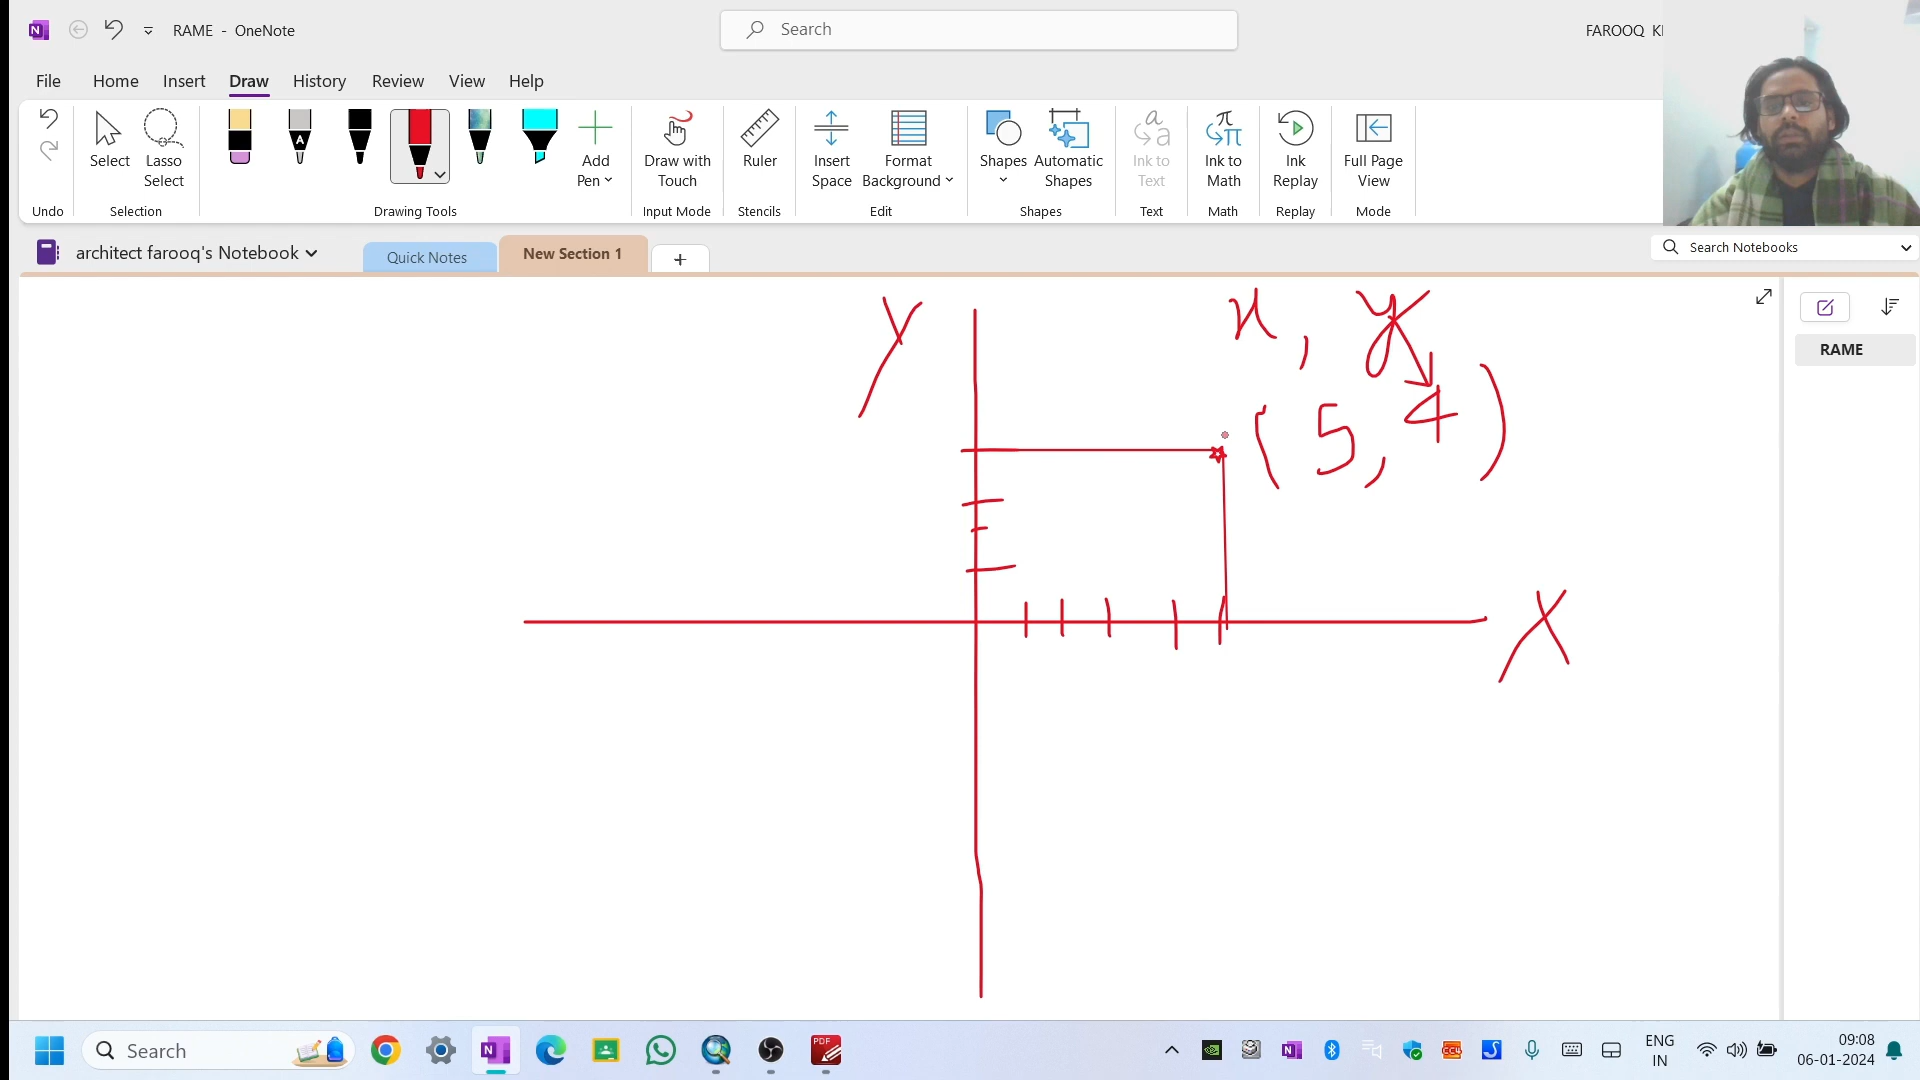 RAME - OneNote
Search
FAROOQ
File Home Insert Draw History Review View Help
Undo
Select
Lasso Select
Selection
A
Add Pen
Drawing Tools
Draw with Touch
Input Mode
Ruler
Stencils
Insert Space
Format Background
Edit
Shapes
Automatic Shapes
Shapes
Ink to Text
Text
Ink to Math
Math
Ink Replay
Replay
Full Page View
Mode
architect farooq's Notebook
Quick Notes
New Section 1
+
Search Notebooks
RAME
Y
x, y
(5, 4)
X
Search
PDF
ENG
IN
09:08
06-01-2024